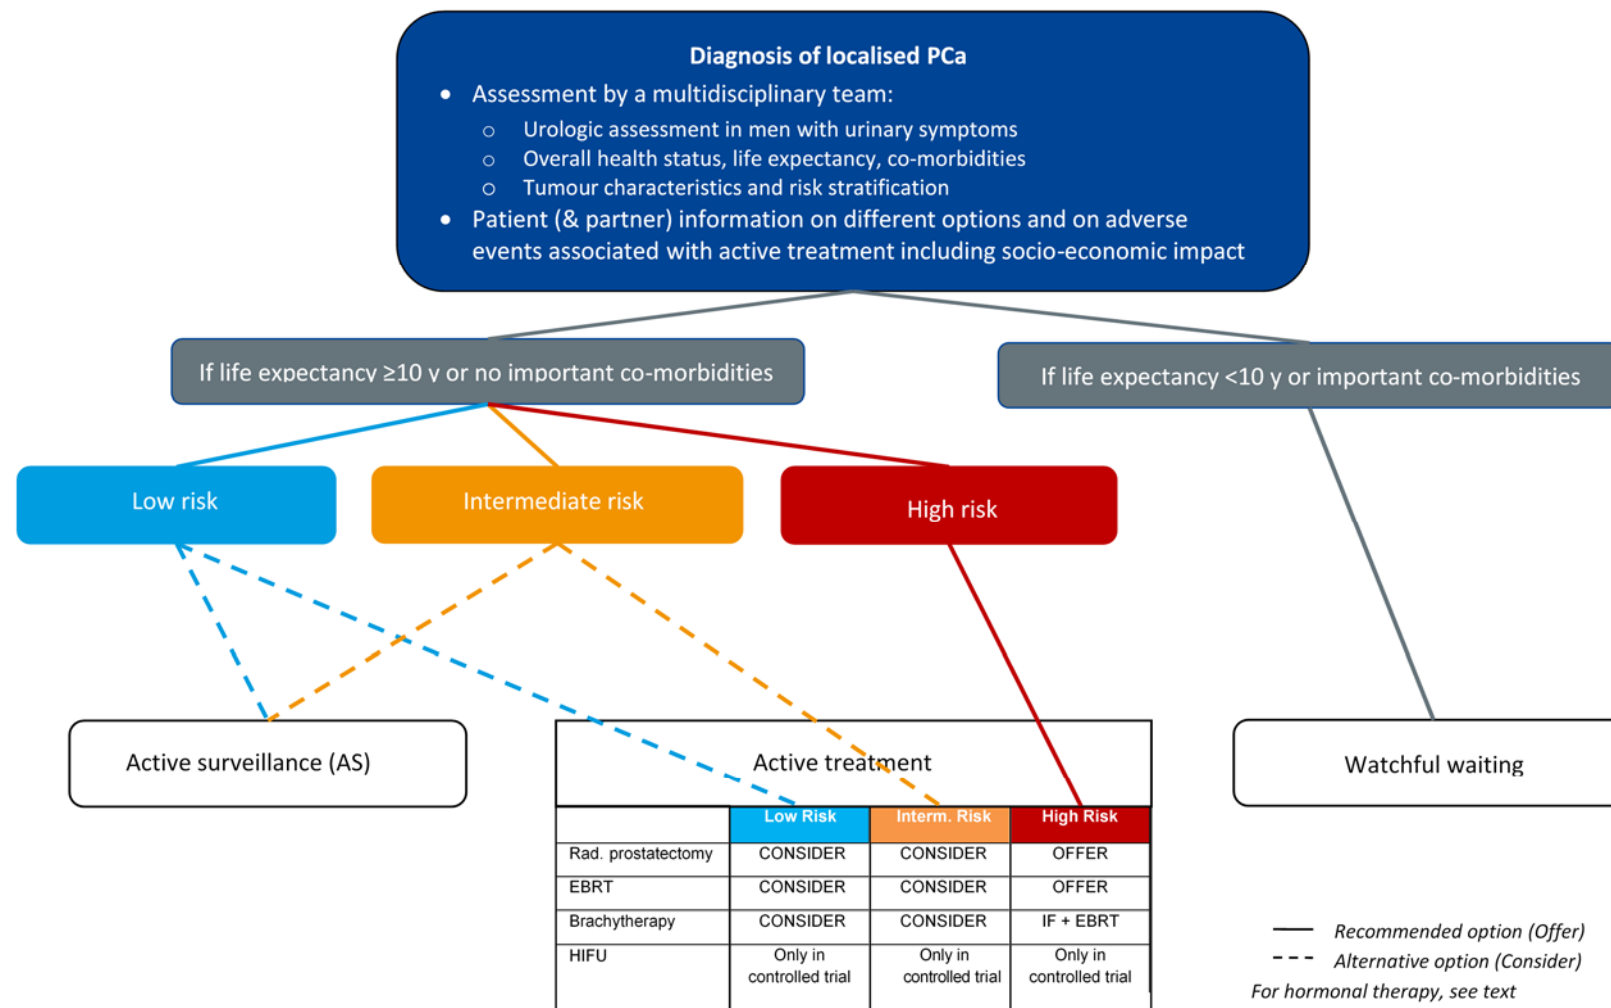 Diagnosis of localised PCa
• Assessment by a multidisciplinary team:
○ Urologic assessment in men with urinary symptoms
○ Overall health status, life expectancy, co-morbidities
○ Tumour characteristics and risk stratification
• Patient (& partner) information on different options and on adverse
events associated with active treatment including socio-economic impact
If life expectancy ≥10 y or no important co-morbidities
If life expectancy <10 y or important co-morbidities
Low risk
Intermediate risk
High risk
Active surveillance (AS)
Active treatment
Watchful waiting
Low Risk Interm. Risk High Risk
Rad. prostatectomy CONSIDER CONSIDER OFFER
EBRT CONSIDER CONSIDER OFFER
Brachytherapy CONSIDER CONSIDER IF + EBRT
HIFU Only in Only in Only in
controlled trial controlled trial controlled trial
Recommended option (Offer)
Alternative option (Consider)
For hormonal therapy, see text